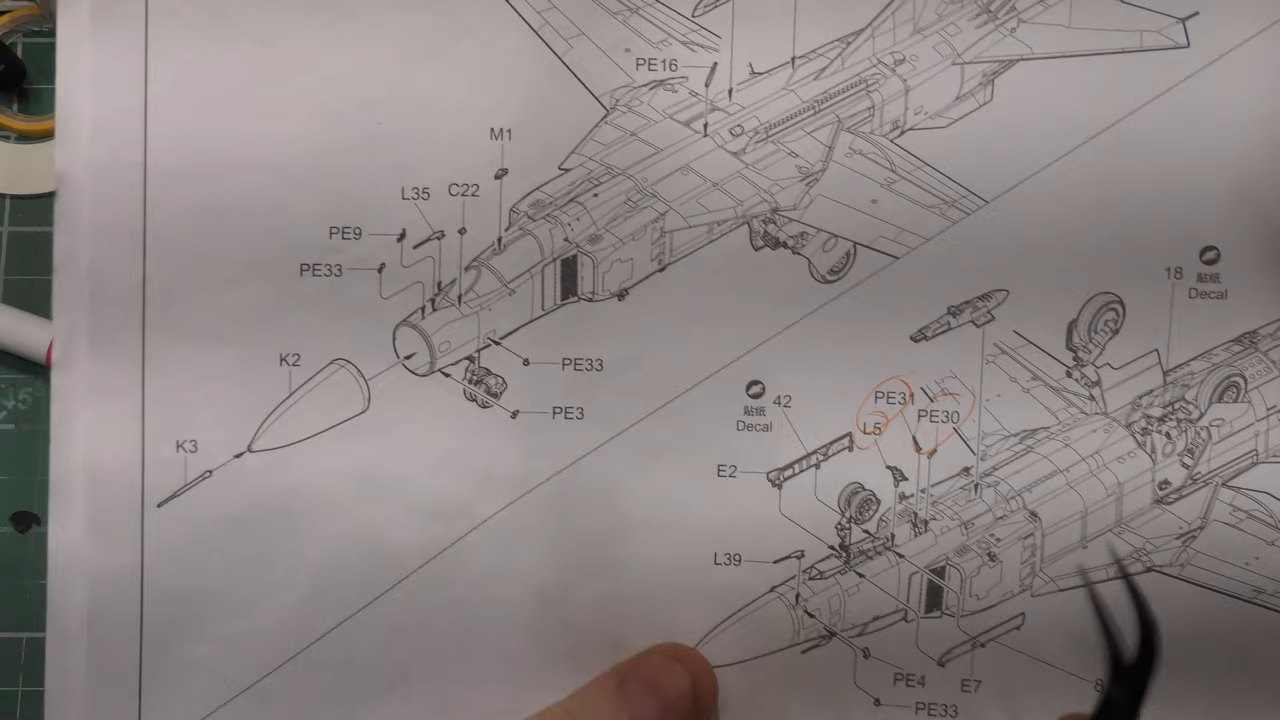 PE16
M1
L35
C22
PE9
PE33
K2
PE33
PE3
K3
18
贴纸
Decal
贴纸
Decal
42
PE31
PE30
L5
E2
L39
PE4
E7
8
PE33